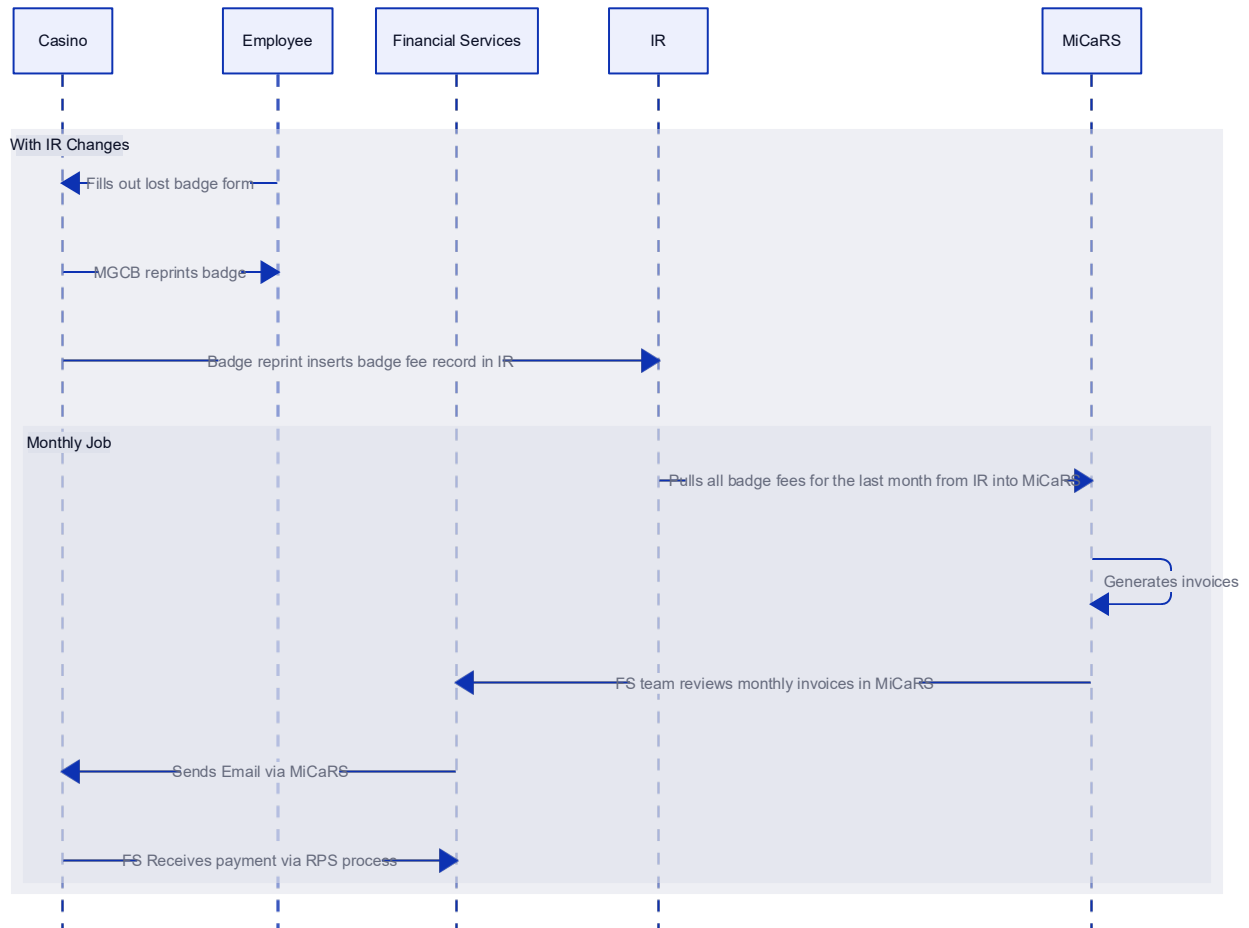 Casino
Employee
Financial Services
IR
MiCaRS
With IR Changes
Fills out lost badge form
MGCB reprints badge
Badge reprint inserts badge fee record in IR
Monthly Job
Pulls all badge fees for the last month from IR into MiCaRS
Generates invoices
FS team reviews monthly invoices in MiCaRS
Sends Email via MiCaRS
FS Receives payment via RPS process